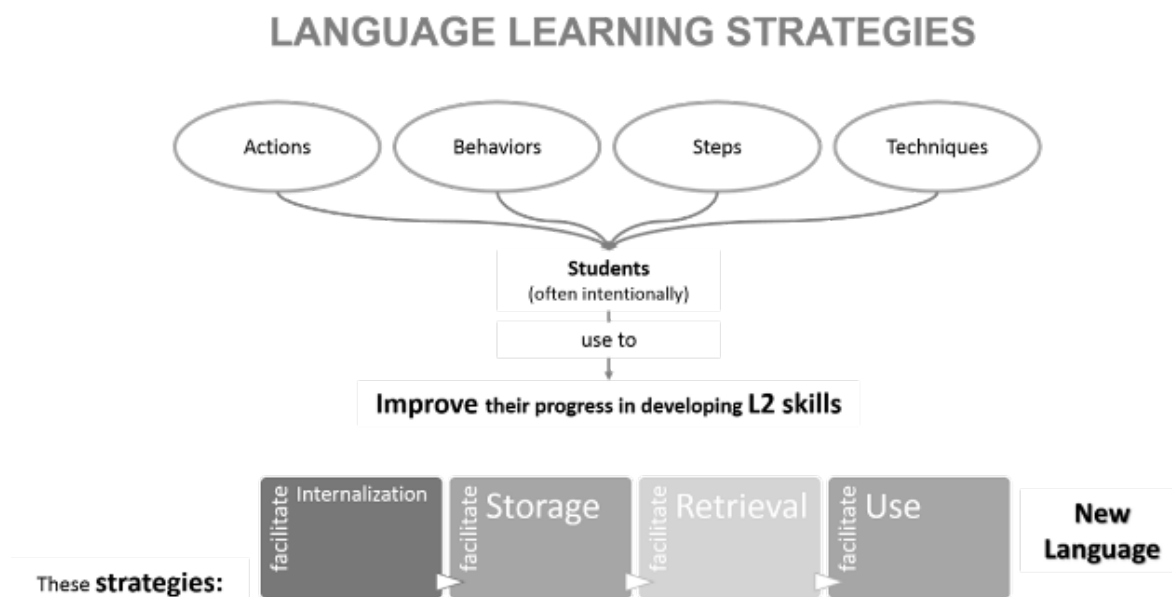 LANGUAGE LEARNING STRATEGIES
Actions
Behaviors
Steps
Techniques
Students
(often intentionally)
use to
Improve their progress in developing L2 skills
These strategies:
facilitate
Internalization
facilitate
Storage
facilitate
Retrieval
facilitate
Use
New
Language